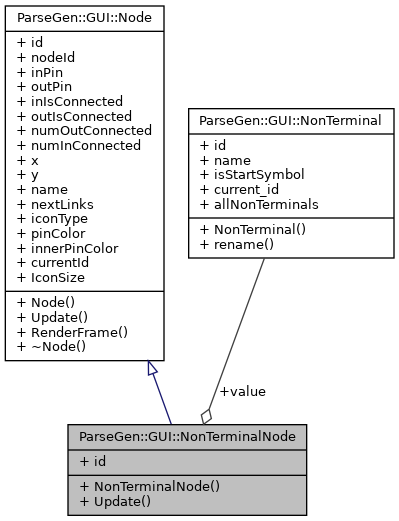 ParseGen::GUI::Node
+ id
+ nodeId
+ inPin
+ outPin
+ inIsConnected
+ outIsConnected
+ numOutConnected
+ numInConnected
+ x
+ y
+ name
+ nextLinks
+ iconType
+ pinColor
+ innerPinColor
+ currentId
+ IconSize
+ Node()
+ Update()
+ RenderFrame()
+ ~Node()
ParseGen::GUI::NonTerminal
+ id
+ name
+ isStartSymbol
+ current_id
+ allNonTerminals
+ NonTerminal()
+ rename()
+value
ParseGen::GUI::NonTerminalNode
+ id
+ NonTerminalNode()
+ Update()